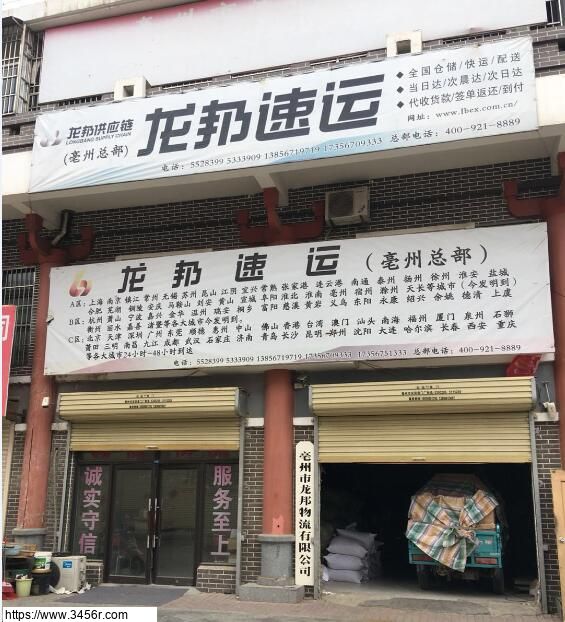 龙邦供应链
LONGBANG SUPPLY CHAIN
(亳州总部)
龙邦速运
◆全国仓储/快运/配送
◆当日达/次晨达/次日达
◆代收货款/签单返还/到付
网址:www.lbex.com.cn/
电话:5528399 5333909 13856719719 17356709333 总部电话:400-921-8889
龙邦速运(亳州总部)
A区:上海 南京 镇江 常州 无锡 苏州 昆山 江阴 宜兴 常熟 张家港 连云港 南通 泰州 扬州 徐州 淮安 盐城
合肥 芜湖 铜陵 安庆 马鞍山 刘安 黄山 宣城 阜阳 淮北 淮南 亳州 宿州 滁州 天长等城市(今发明到)
B区:杭州 萧山 宁波 嘉兴 金华 温州 瑞安 桐乡 富阳 慈溪 黄岩 义乌 东阳 永康 绍兴 余姚 德清 上虞
衢州 丽水 嘉善 诸暨等各大城市今发明到。
C区:北京 天津 深圳 广州 东莞 顺德 惠州 中山 佛山 香港 台湾 澳门 汕头 南海 福州 厦门 泉州 石狮
莆田 三明 南昌 九江 成都 武汉 石家庄 济南 青岛 长沙 昆明 郑州 沈阳 大连 哈尔滨 长春 西安 重庆
等各大城市24小时-48小时到达
电话:5528399 5333909 13856719719 17356709333 17356751333 总部电话:400-921-8889
诚实守信
服务至上
亳州市龙邦物流有限公司
https://www.3456r.com